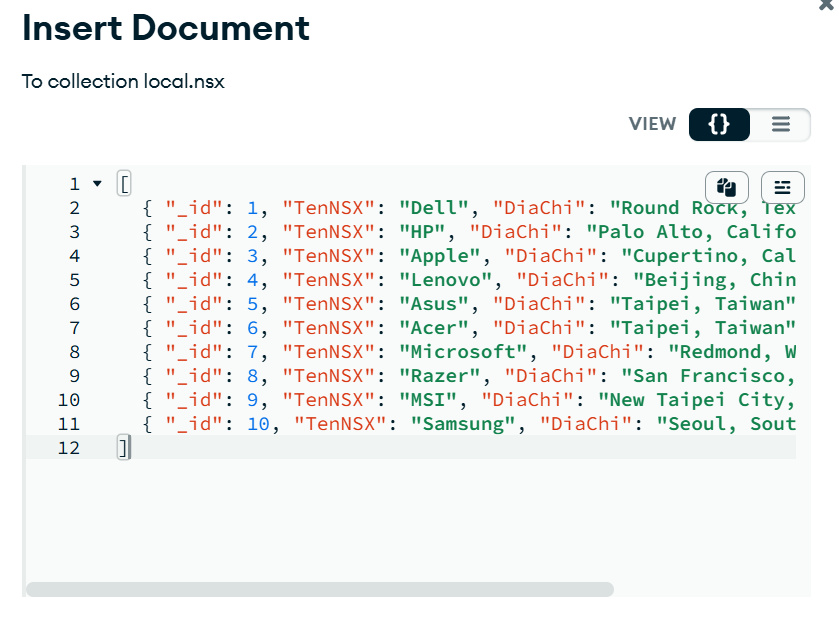 Insert Document
To collection local.nsx
VIEW {}
1 [
2 { "_id": 1, "TenNSX": "Dell", "DiaChi": "Round Rock, Tex
3 { "_id": 2, "TenNSX": "HP", "DiaChi": "Palo Alto, Califo
4 { "_id": 3, "TenNSX": "Apple", "DiaChi": "Cupertino, Cal
5 { "_id": 4, "TenNSX": "Lenovo", "DiaChi": "Beijing, Chin
6 { "_id": 5, "TenNSX": "Asus", "DiaChi": "Taipei, Taiwan"
7 { "_id": 6, "TenNSX": "Acer", "DiaChi": "Taipei, Taiwan"
8 { "_id": 7, "TenNSX": "Microsoft", "DiaChi": "Redmond, W
9 { "_id": 8, "TenNSX": "Razer", "DiaChi": "San Francisco,
10 { "_id": 9, "TenNSX": "MSI", "DiaChi": "New Taipei City,
11 { "_id": 10, "TenNSX": "Samsung", "DiaChi": "Seoul, Sout
12 ]